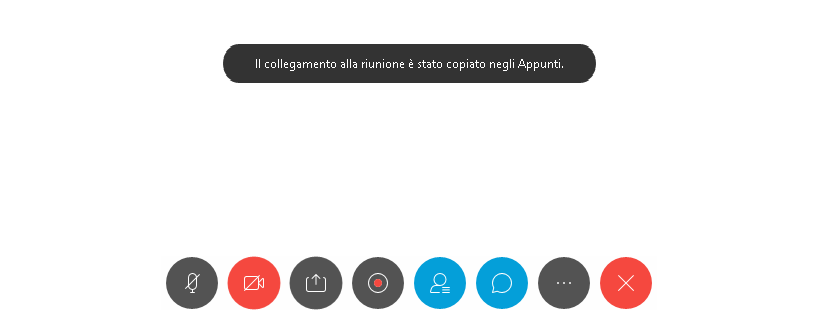 Il collegamento alla riunione è stato copiato negli Appunti.